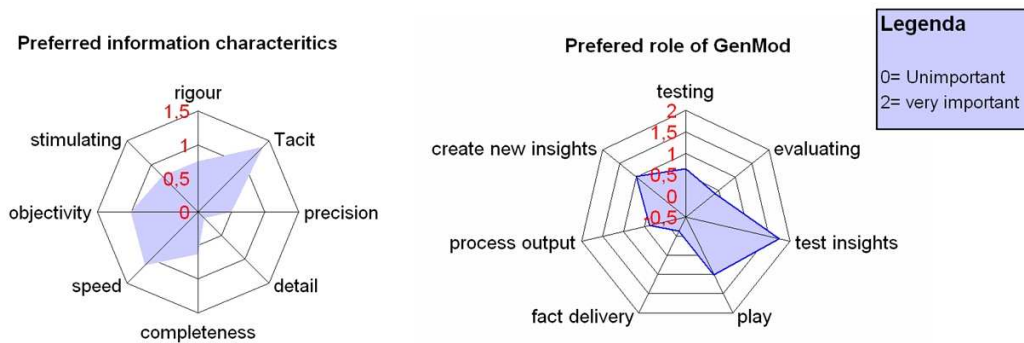 Preferred information characteritics
rigour
1,5
stimulating
Tacit
1
0,5
objectivity
0
precision
speed
detail
completeness
Prefered role of GenMod
testing
2
1,5
create new insights
evaluating
1
0,5
0
-0,5
process output
test insights
fact delivery
play
Legenda
0= Unimportant
2= very important